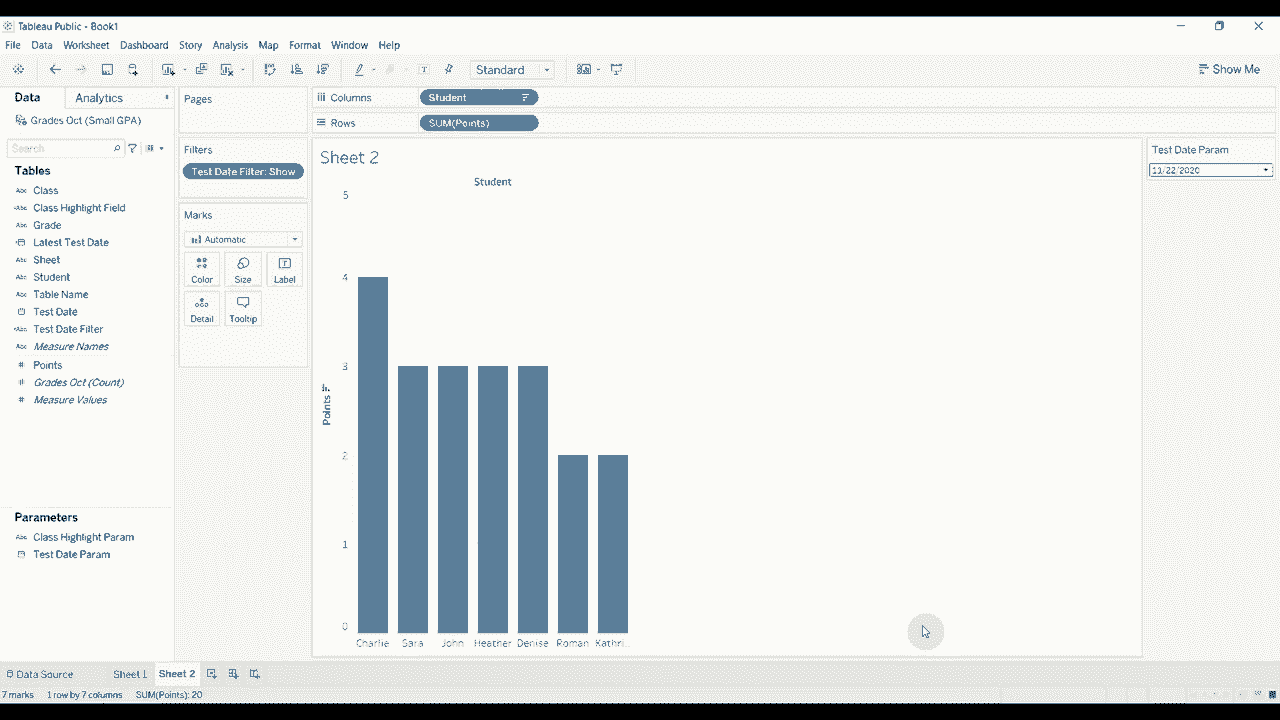 Tableau Public - Book1
File Data Worksheet Dashboard Story Analysis Map Format Window Help
Standard
Show Me
Data Analytics
Grades Oct (Small GPA)
Search
Tables
Class
Class Highlight Field
Grade
Latest Test Date
Sheet
Student
Table Name
Test Date
Test Date Filter
Measure Names
Points
Grades Oct (Count)
Measure Values
Parameters
Class Highlight Param
Test Date Param
Pages
Filters
Test Date Filter: Show
Marks
Automatic
Color Size Label
Detail Tooltip
Columns Student
Rows SUM(Points)
Sheet 2
Student
5
4
3
2
1
0
Points
Charlie Sara John Heather Denise Roman Kathri..
Test Date Param
11/22/2020
Data Source Sheet 1 Sheet 2
7 marks 1 row by 7 columns SUM(Points): 20